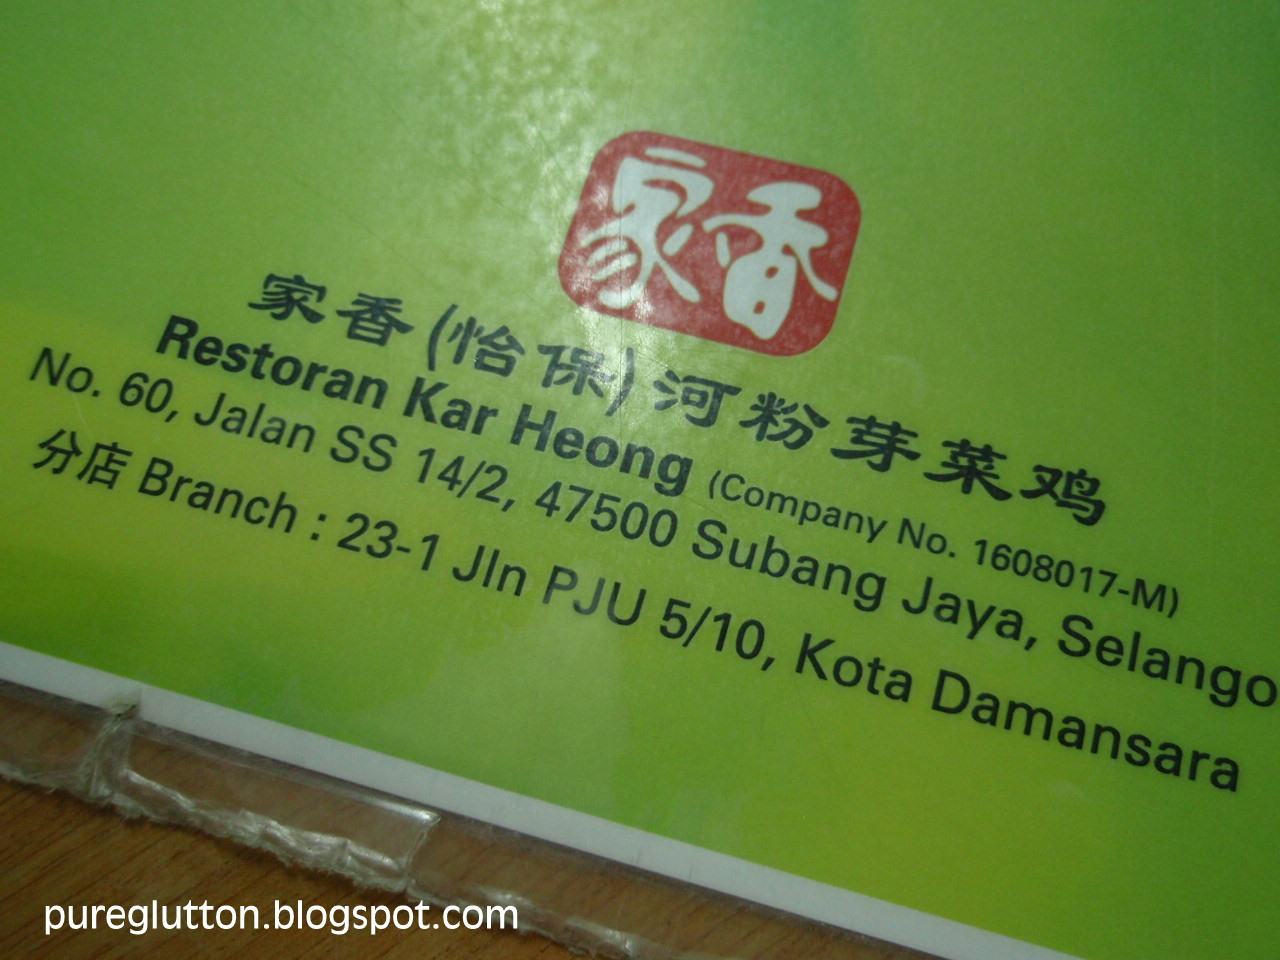 家香
家香(怡保)河粉芽菜鸡
Restoran Kar Heong (Company No. 1608017-M)
No. 60, Jalan SS 14/2, 47500 Subang Jaya, Selango
分店 Branch : 23-1 Jln PJU 5/10, Kota Damansara
pureglutton.blogspot.com